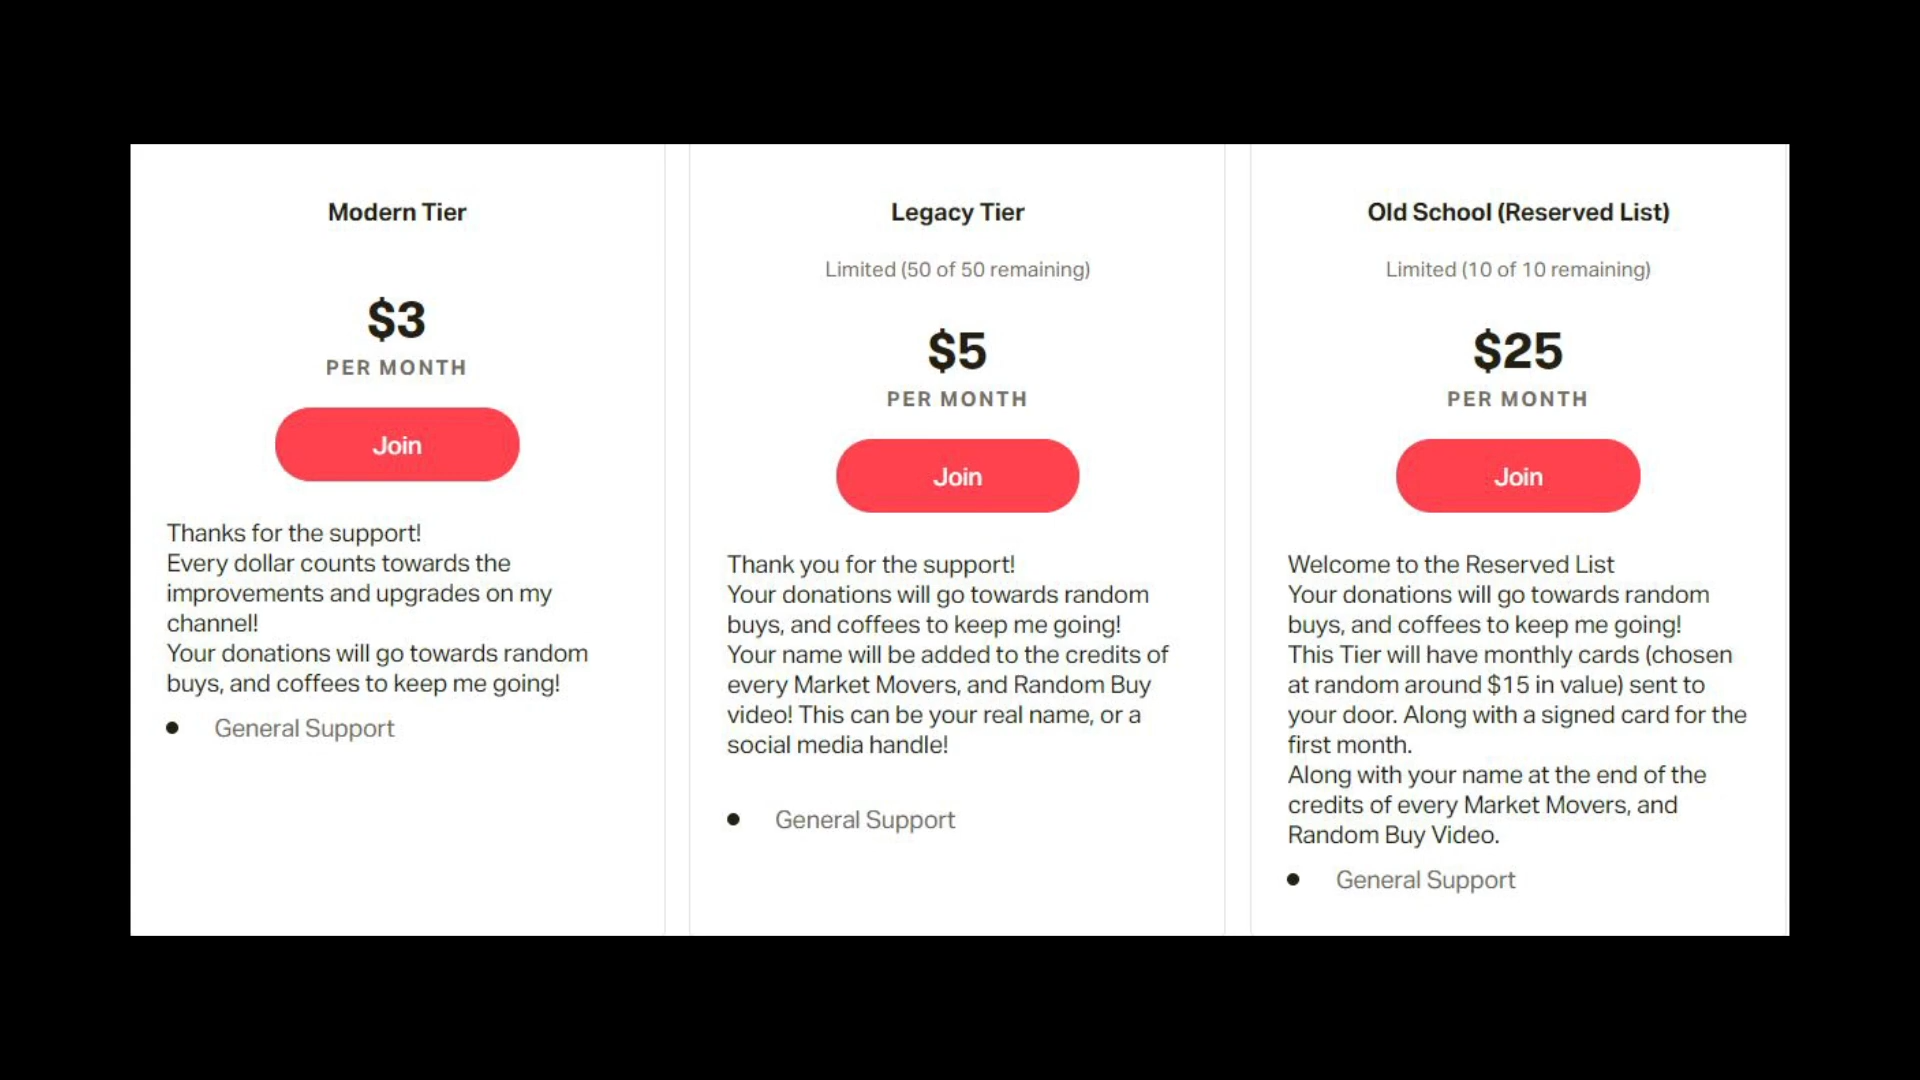 Modern Tier
$3
PER MONTH
Join
Thanks for the support!
Every dollar counts towards the
improvements and upgrades on my
channel!
Your donations will go towards random
buys, and coffees to keep me going!
General Support
Legacy Tier
Limited (50 of 50 remaining)
$5
PER MONTH
Join
Thank you for the support!
Your donations will go towards random
buys, and coffees to keep me going!
Your name will be added to the credits of
every Market Movers, and Random Buy
video! This can be your real name, or a
social media handle!
General Support
Old School (Reserved List)
Limited (10 of 10 remaining)
$25
PER MONTH
Join
Welcome to the Reserved List
Your donations will go towards random
buys, and coffees to keep me going!
This Tier will have monthly cards (chosen
at random around $15 in value) sent to
your door. Along with a signed card for the
first month.
Along with your name at the end of the
credits of every Market Movers, and
Random Buy Video.
General Support